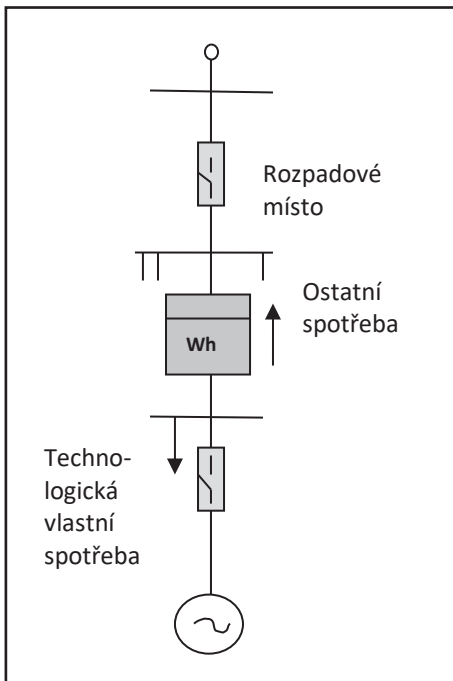 Rozpadové
místo
Ostatní
spotřeba
Wh
Techno-
logická
vlastní
spotřeba